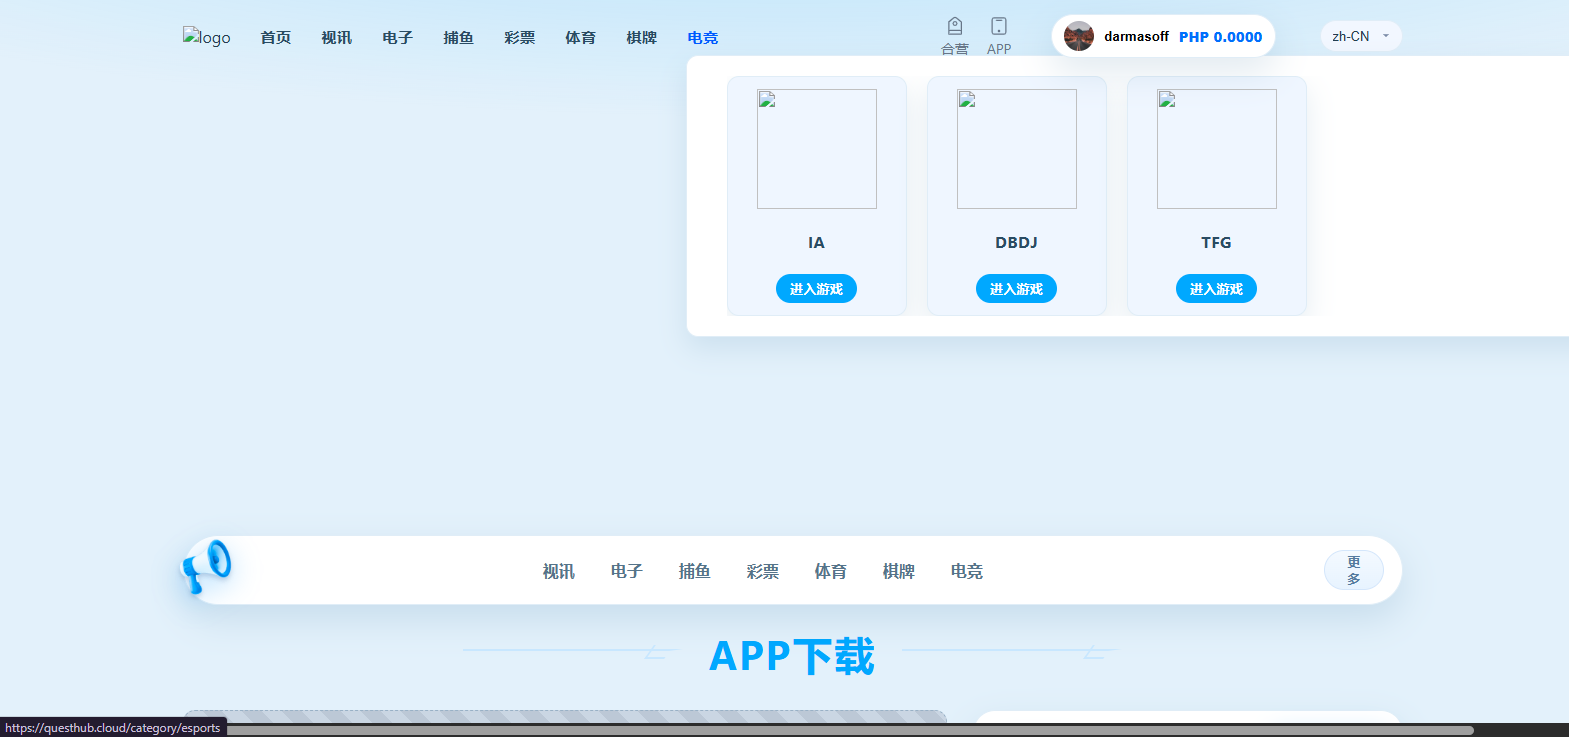 logo 首页 视讯 电子 捕鱼 彩票 体育 棋牌 电竞
合营 APP
darmasoff PHP 0.0000
zh-CN
IA DBDJ TFG
进入游戏 进入游戏 进入游戏
视讯 电子 捕鱼 彩票 体育 棋牌 电竞
更
多
APP下载
https://questhub.cloud/category/esports